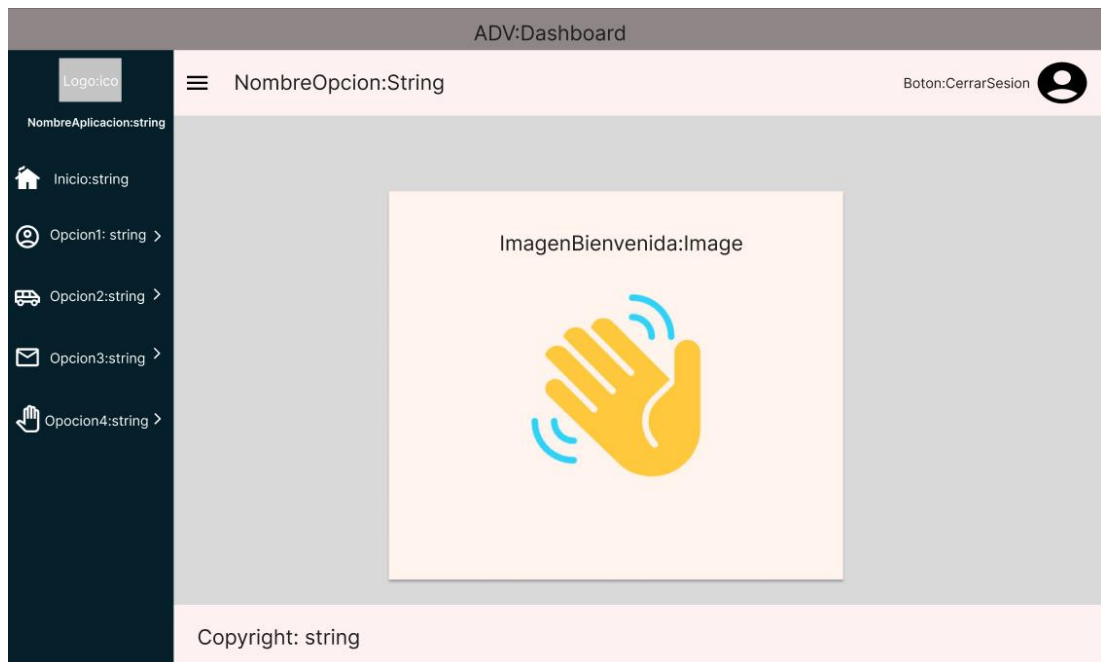 ADV:Dashboard
Logo:ico
NombreAplicacion:string
Inicio:string
Opcion1: string
Opcion2:string
Opcion3:string
Opocion4:string
NombreOpcion:String
Boton:CerrarSesion
ImagenBienvenida:Image
Copyright: string